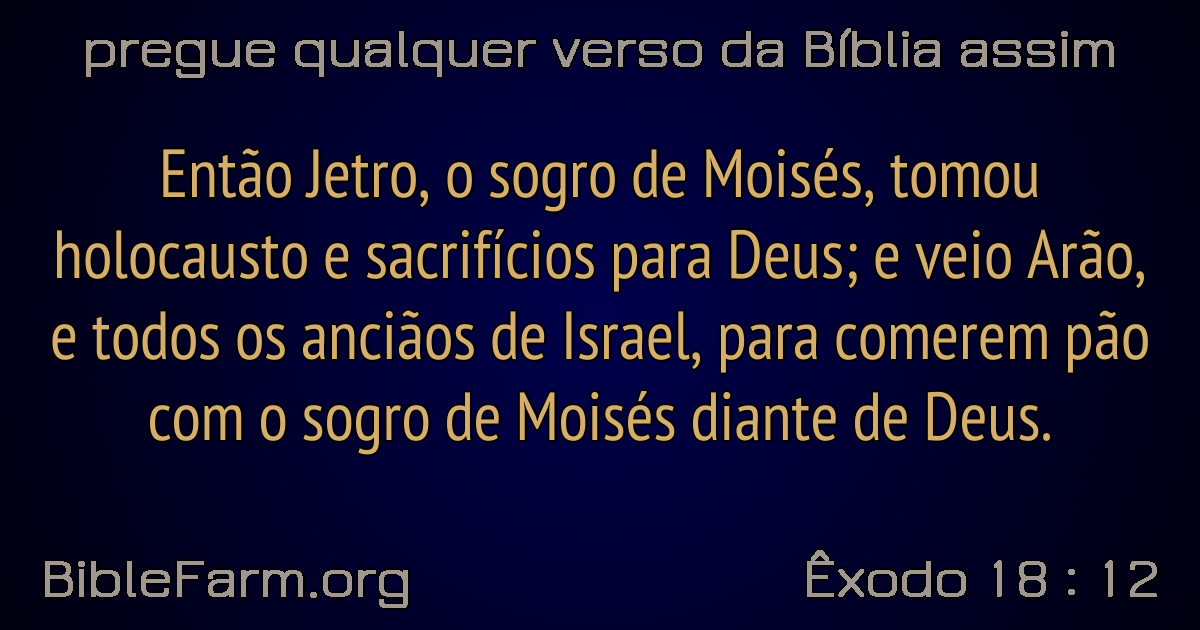 pregue qualquer verso da Bíblia assim
Então Jetro, o sogro de Moisés, tomou
holocausto e sacrifícios para Deus; e veio Arão,
e todos os anciãos de Israel, para comerem pão
com o sogro de Moisés diante de Deus.
BibleFarm.org
Êxodo 18 : 12